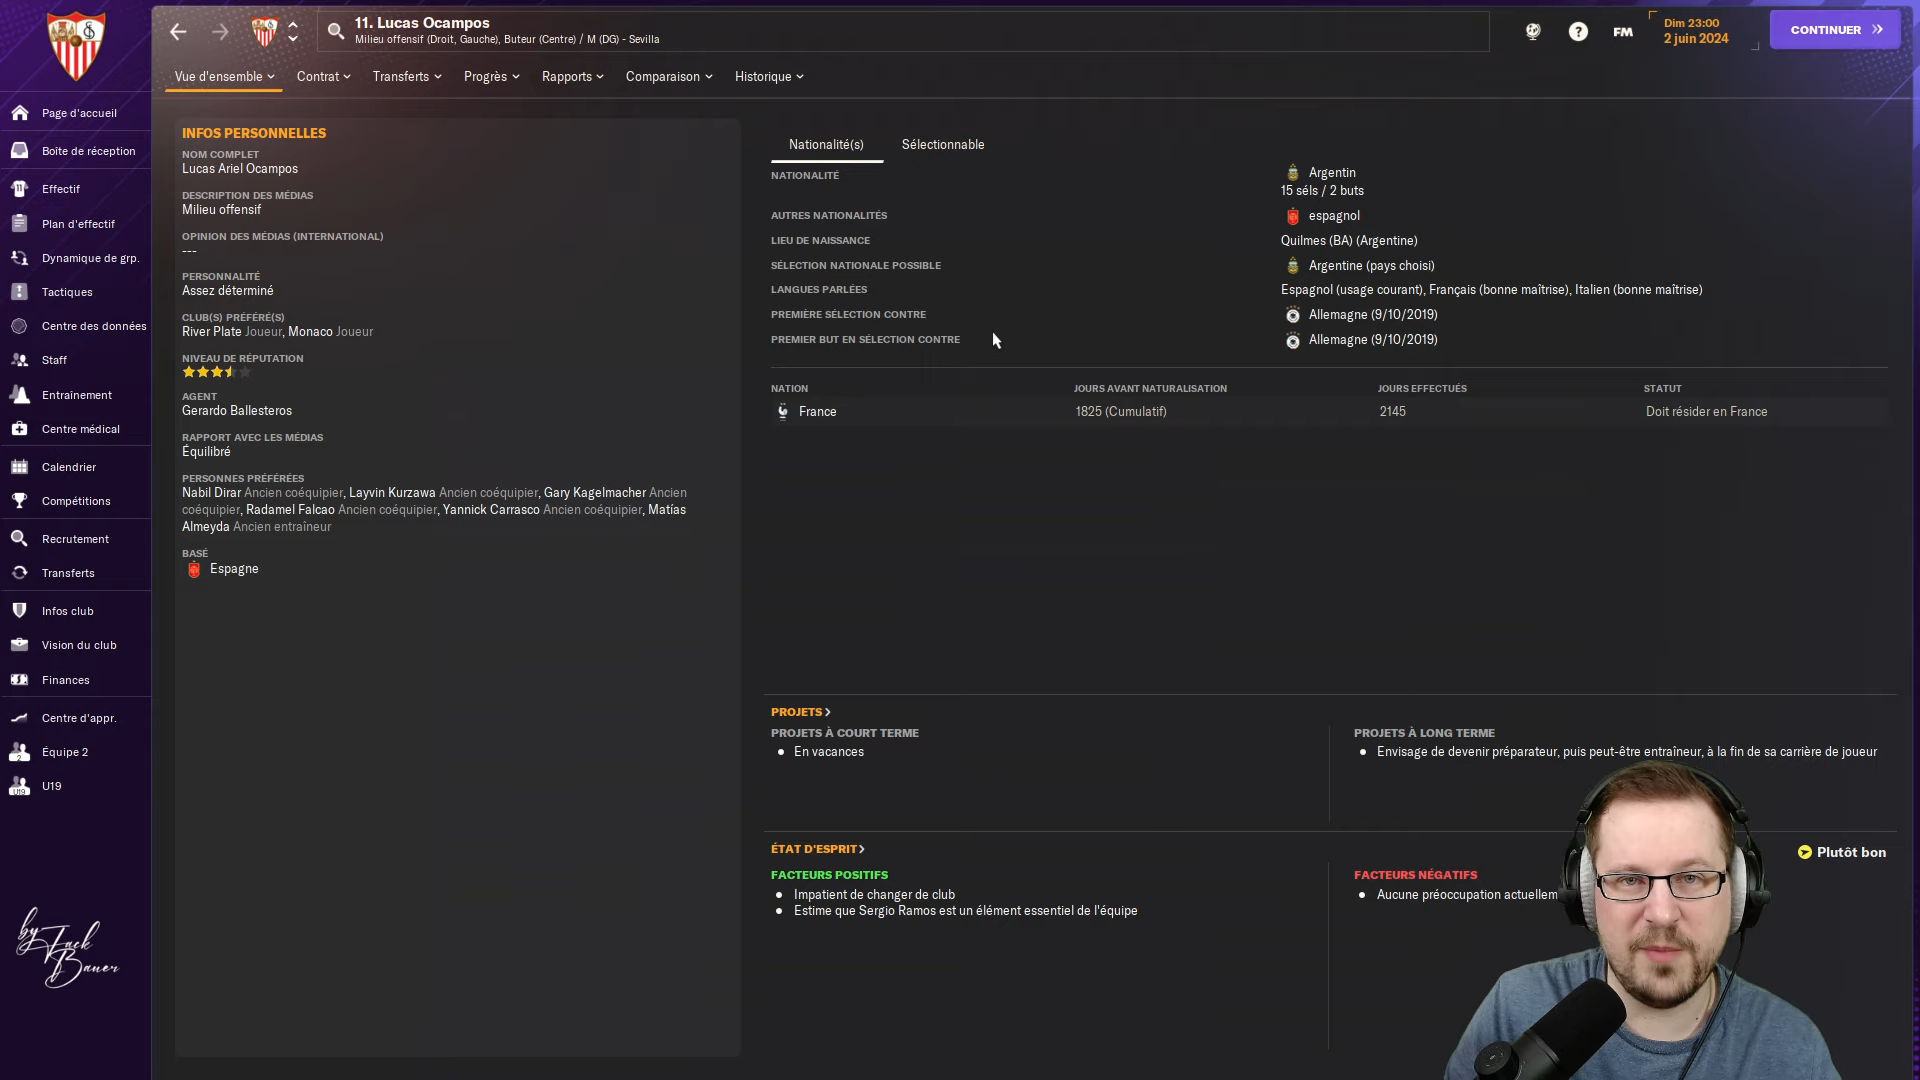 11. Lucas Ocampos
Milieu offensif (Droit, Gauche), Buteur (Centre) / M (DG) - Sevilla
FM
Dim 23:00
2 juin 2024
CONTINUER
Vue d'ensemble
Contrat
Transferts
Progrès
Rapports
Comparaison
Historique
Page d'accueil
Boîte de réception
Effectif
Plan d'effectif
Dynamique de grp.
Tactiques
Centre des données
Staff
Entraînement
Centre médical
Calendrier
Compétitions
Recrutement
Transferts
Infos club
Vision du club
Finances
Centre d'appr.
Équipe 2
U19
by Jack
Bauer
INFOS PERSONNELLES
NOM COMPLET
Lucas Ariel Ocampos
DESCRIPTION DES MÉDIAS
Milieu offensif
OPINION DES MÉDIAS (INTERNATIONAL)
---
PERSONNALITÉ
Assez déterminé
CLUB(S) PRÉFÉRÉ(S)
River Plate Joueur, Monaco Joueur
NIVEAU DE RÉPUTATION
AGENT
Gerardo Ballesteros
RAPPORT AVEC LES MÉDIAS
Équilibré
PERSONNES PRÉFÉRÉES
Nabil Dirar Ancien coéquipier, Layvin Kurzawa Ancien coéquipier, Gary Kagelmacher Ancien
coéquipier, Radamel Falcao Ancien coéquipier, Yannick Carrasco Ancien coéquipier, Matías
Almeyda Ancien entraîneur
BASÉ
Espagne
Nationalité(s)
Sélectionnable
NATIONALITÉ
Argentin
15 séls / 2 buts
AUTRES NATIONALITÉS
espagnol
LIEU DE NAISSANCE
Quilmes (BA) (Argentine)
SÉLECTION NATIONALE POSSIBLE
Argentine (pays choisi)
LANGUES PARLÉES
Espagnol (usage courant), Français (bonne maîtrise), Italien (bonne maîtrise)
PREMIÈRE SÉLECTION CONTRE
Allemagne (9/10/2019)
PREMIER BUT EN SÉLECTION CONTRE
Allemagne (9/10/2019)
NATION
JOURS AVANT NATURALISATION
JOURS EFFECTUÉS
STATUT
France
1825 (Cumulatif)
2145
Doit résider en France
PROJETS
PROJETS À COURT TERME
En vacances
PROJETS À LONG TERME
Envisage de devenir préparateur, puis peut-être entraîneur, à la fin de sa carrière de joueur
ÉTAT D'ESPRIT
Plutôt bon
FACTEURS POSITIFS
Impatient de changer de club
Estime que Sergio Ramos est un élément essentiel de l'équipe
FACTEURS NÉGATIFS
Aucune préoccupation actuellem